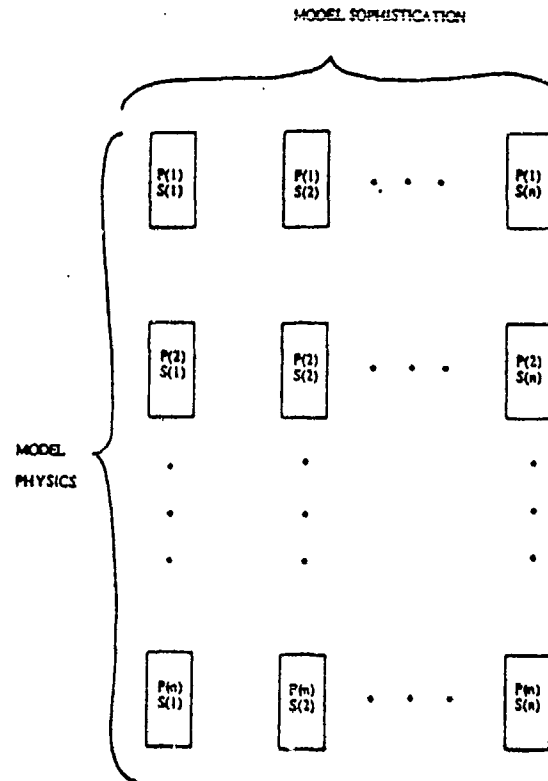 MODEL SOPHISTICATION
P(1) P(1) P(1)
S(1) S(2) S(n)
P(2) P(2) P(2)
S(1) S(2) S(n)
MODEL
PHYSICS
P(n) P(n) P(n)
S(1) S(2) S(n)